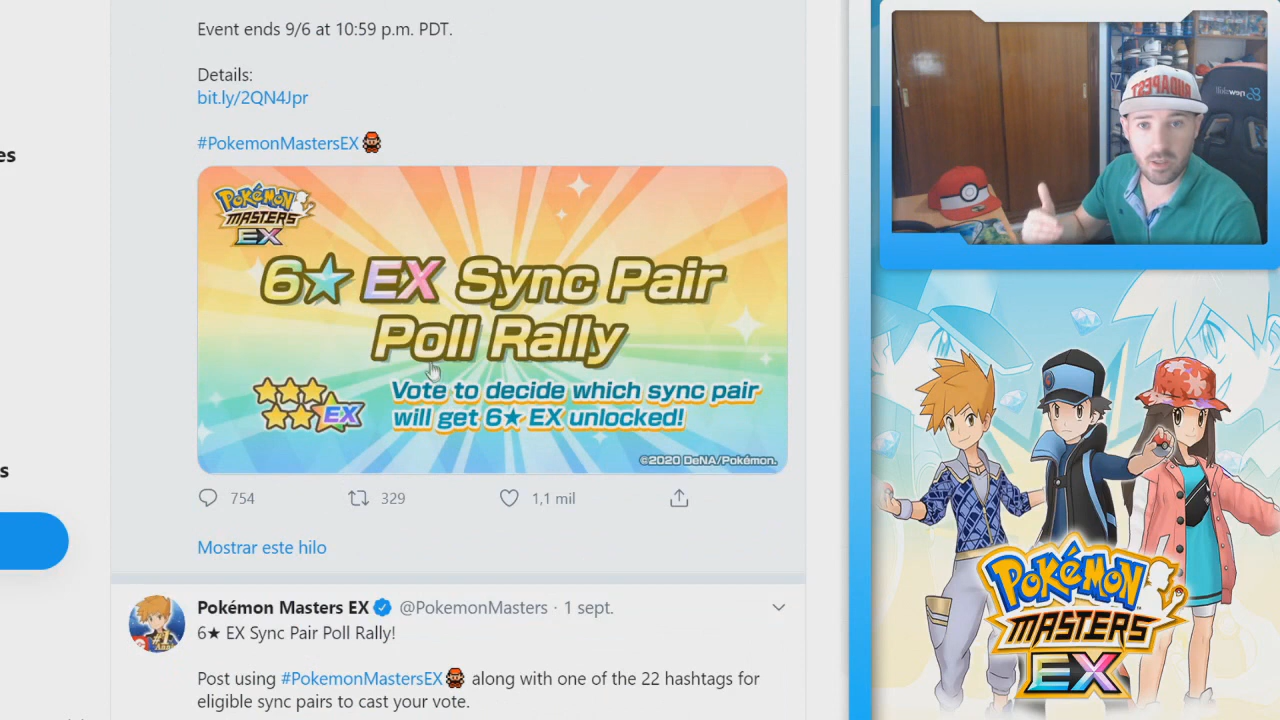 Event ends 9/6 at 10:59 p.m. PDT.
Details:
bit.ly/2QN4Jpr
#PokemonMastersEX
Pokémon
MASTERS
EX
6★ EX Sync Pair
Poll Rally
EX
Vote to decide which sync pair
will get 6★ EX unlocked!
©2020 DeNA/Pokémon.
754
329
1,1 mil
Mostrar este hilo
Pokémon Masters EX @PokemonMasters · 1 sept.
6★ EX Sync Pair Poll Rally!
Post using #PokemonMastersEX along with one of the 22 hashtags for
eligible sync pairs to cast your vote.
es
s
BUDAPEST
Pokémon
MASTERS
EX